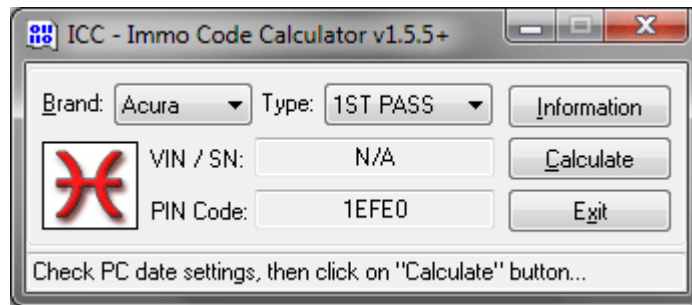 ICC - Immo Code Calculator v1.5.5+
Brand: Acura Type: 1ST PASS Information
VIN / SN: N/A Calculate
PIN Code: 1EFE0 Exit
Check PC date settings, then click on "Calculate" button...